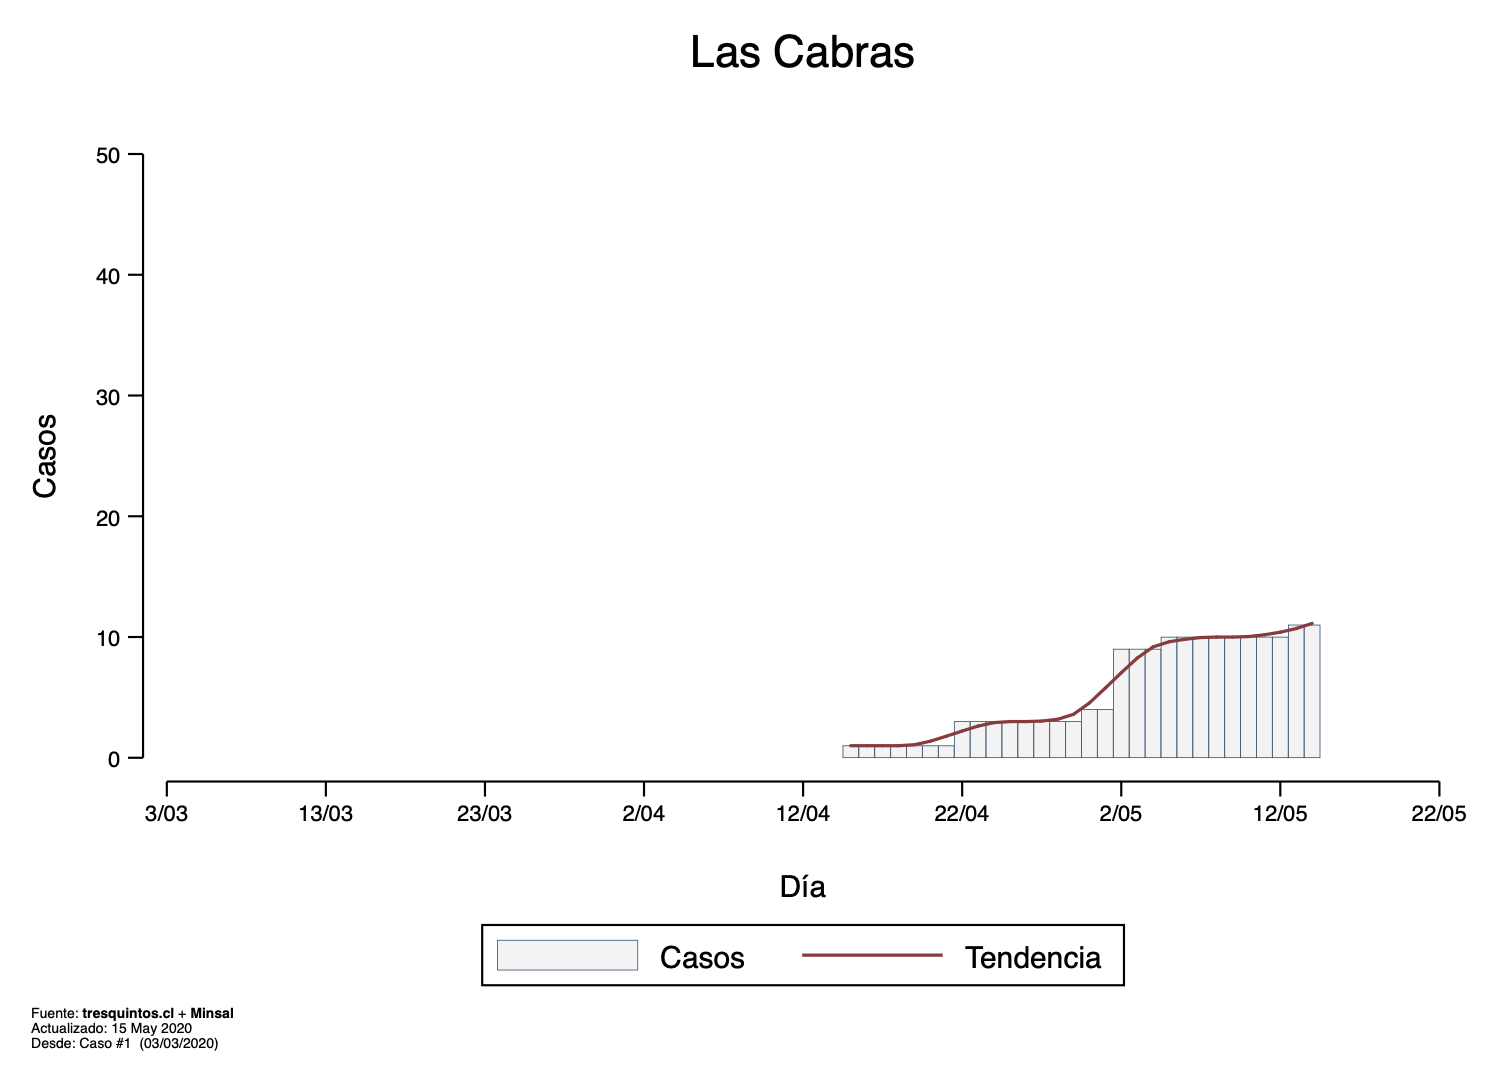 Las Cabras
50
40
30
20
10
0
Casos
3/03 13/03 23/03 2/04 12/04 22/04 2/05 12/05 22/05
Día
Casos Tendencia
Fuente: tresquintos.cl + Minsal
Actualizado: 15 May 2020
Desde: Caso #1 (03/03/2020)